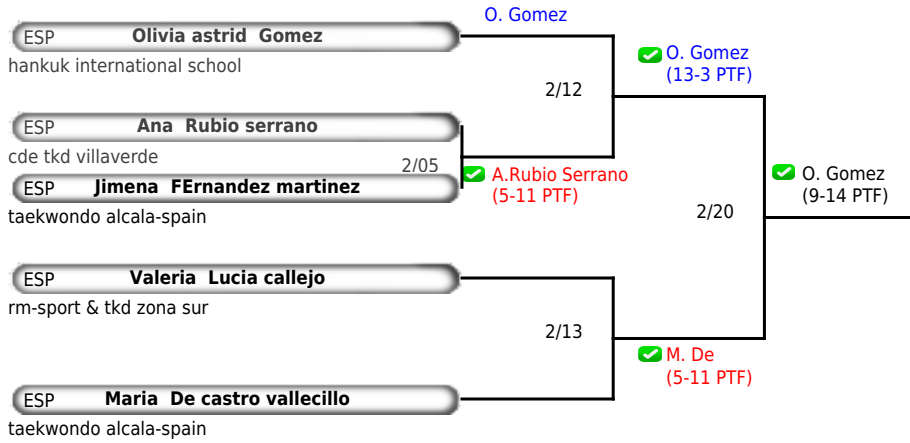 O. Gomez
ESP Olivia astrid Gomez
hankuk international school
O. Gomez
(13-3 PTF)
2/12
ESP Ana Rubio serrano
cde tkd villaverde
2/05
A.Rubio Serrano
(5-11 PTF)
ESP Jimena FErnandez martinez
taekwondo alcala-spain
O. Gomez
(9-14 PTF)
2/20
ESP Valeria Lucia callejo
rm-sport & tkd zona sur
2/13
M. De
(5-11 PTF)
ESP Maria De castro vallecillo
taekwondo alcala-spain